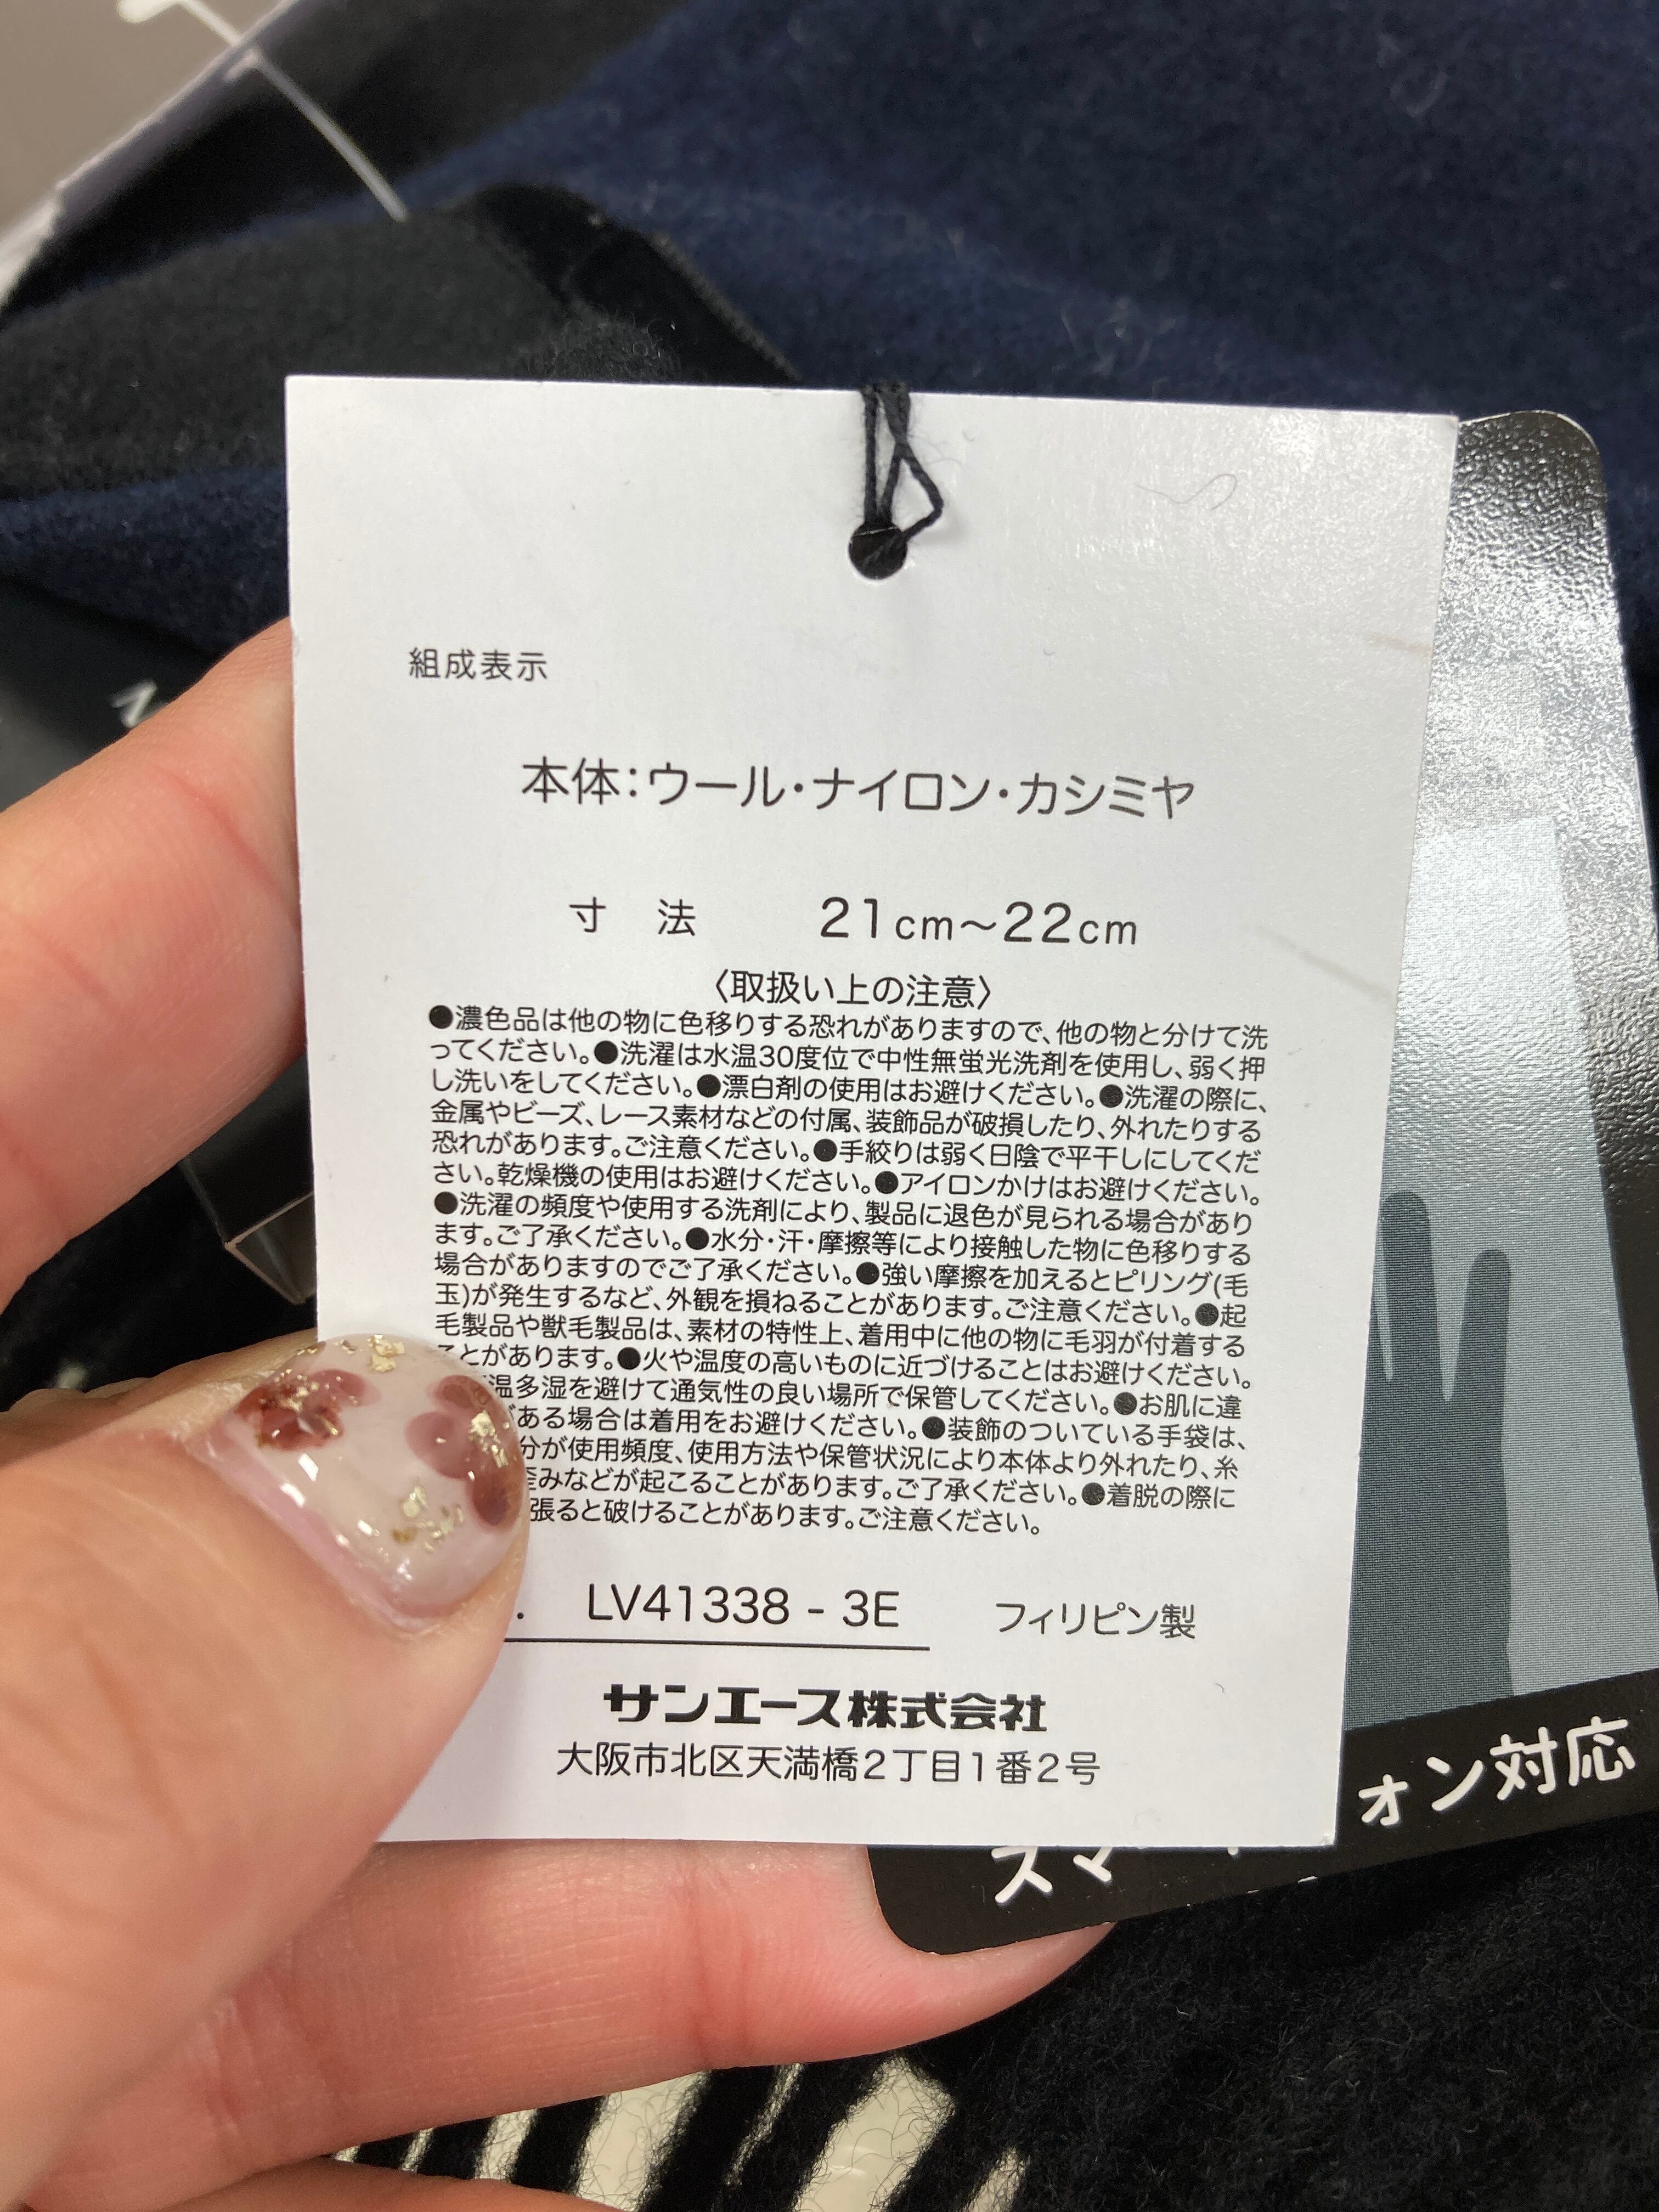 組成表示
本体:ウール・ナイロン・カシミヤ
寸 法 21cm～22cm
〈取扱い上の注意〉
●濃色品は他の物に色移りする恐れがありますので、他の物と分けて洗
ってください。●洗濯は水温30度位で中性無蛍光洗剤を使用し、弱く押
し洗いをしてください。●漂白剤の使用はお避けください。●洗濯の際に、
金属やビーズ、レース素材などの付属、装飾品が破損したり、外れたりする
恐れがあります。ご注意ください。●手絞りは弱く日陰で平干しにしてくだ
さい。乾燥機の使用はお避けください。●アイロンかけはお避けください。
●洗濯の頻度や使用する洗剤により、製品に退色が見られる場合があり
ます。ご了承ください。●水分・汗・摩擦等により接触した物に色移りする
場合がありますのでご了承ください。●強い摩擦を加えるとピリング(毛
玉)が発生するなど、外観を損ねることがあります。ご注意ください。●起
毛製品や獣毛製品は、素材の特性上、着用中に他の物に毛羽が付着する
ことがあります。●火や温度の高いものに近づけることはお避けください。
温多湿を避けて通気性の良い場所で保管してください。●お肌に違
がある場合は着用をお避けください。●装飾のついている手袋は、
分が使用頻度、使用方法や保管状況により本体より外れたり、糸
歪みなどが起こることがあります。ご了承ください。●着脱の際に
張ると破けることがあります。ご注意ください。
. LV41338 - 3E フィリピン製
サンエース株式会社
大阪市北区天満橋2丁目1番2号
スマ ォン対応